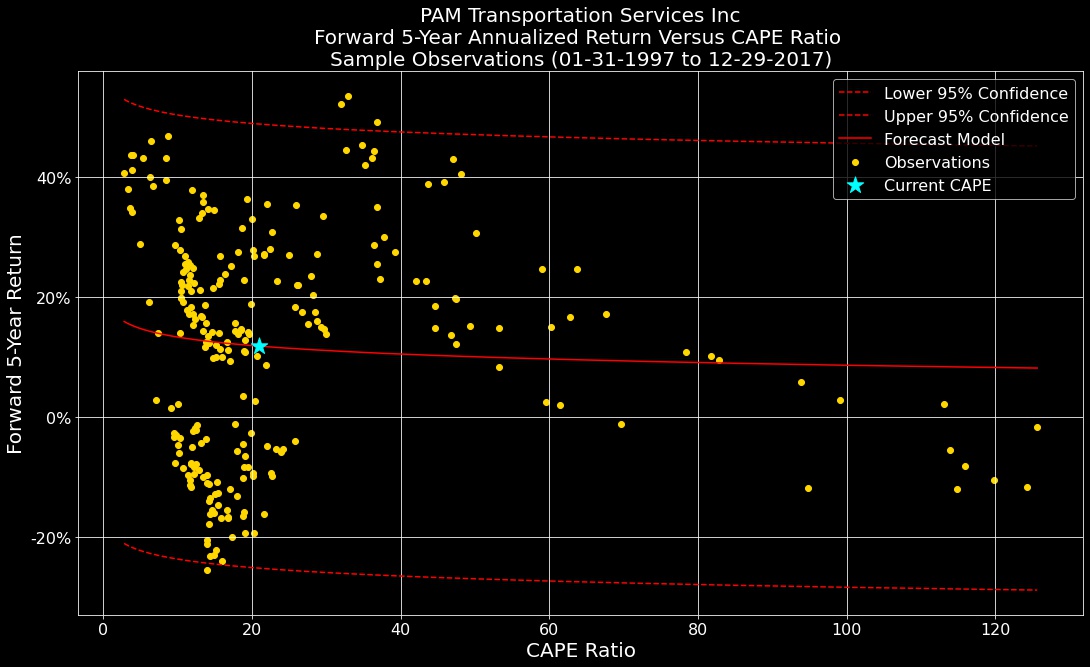 PAM Transportation Services Inc
Forward 5-Year Annualized Return Versus CAPE Ratio
Sample Observations (01-31-1997 to 12-29-2017)
Lower 95% Confidence
Upper 95% Confidence
Forecast Model
Observations
Current CAPE
Forward 5-Year Return
40%
20%
0%
-20%
0 20 40 60 80 100 120
CAPE Ratio